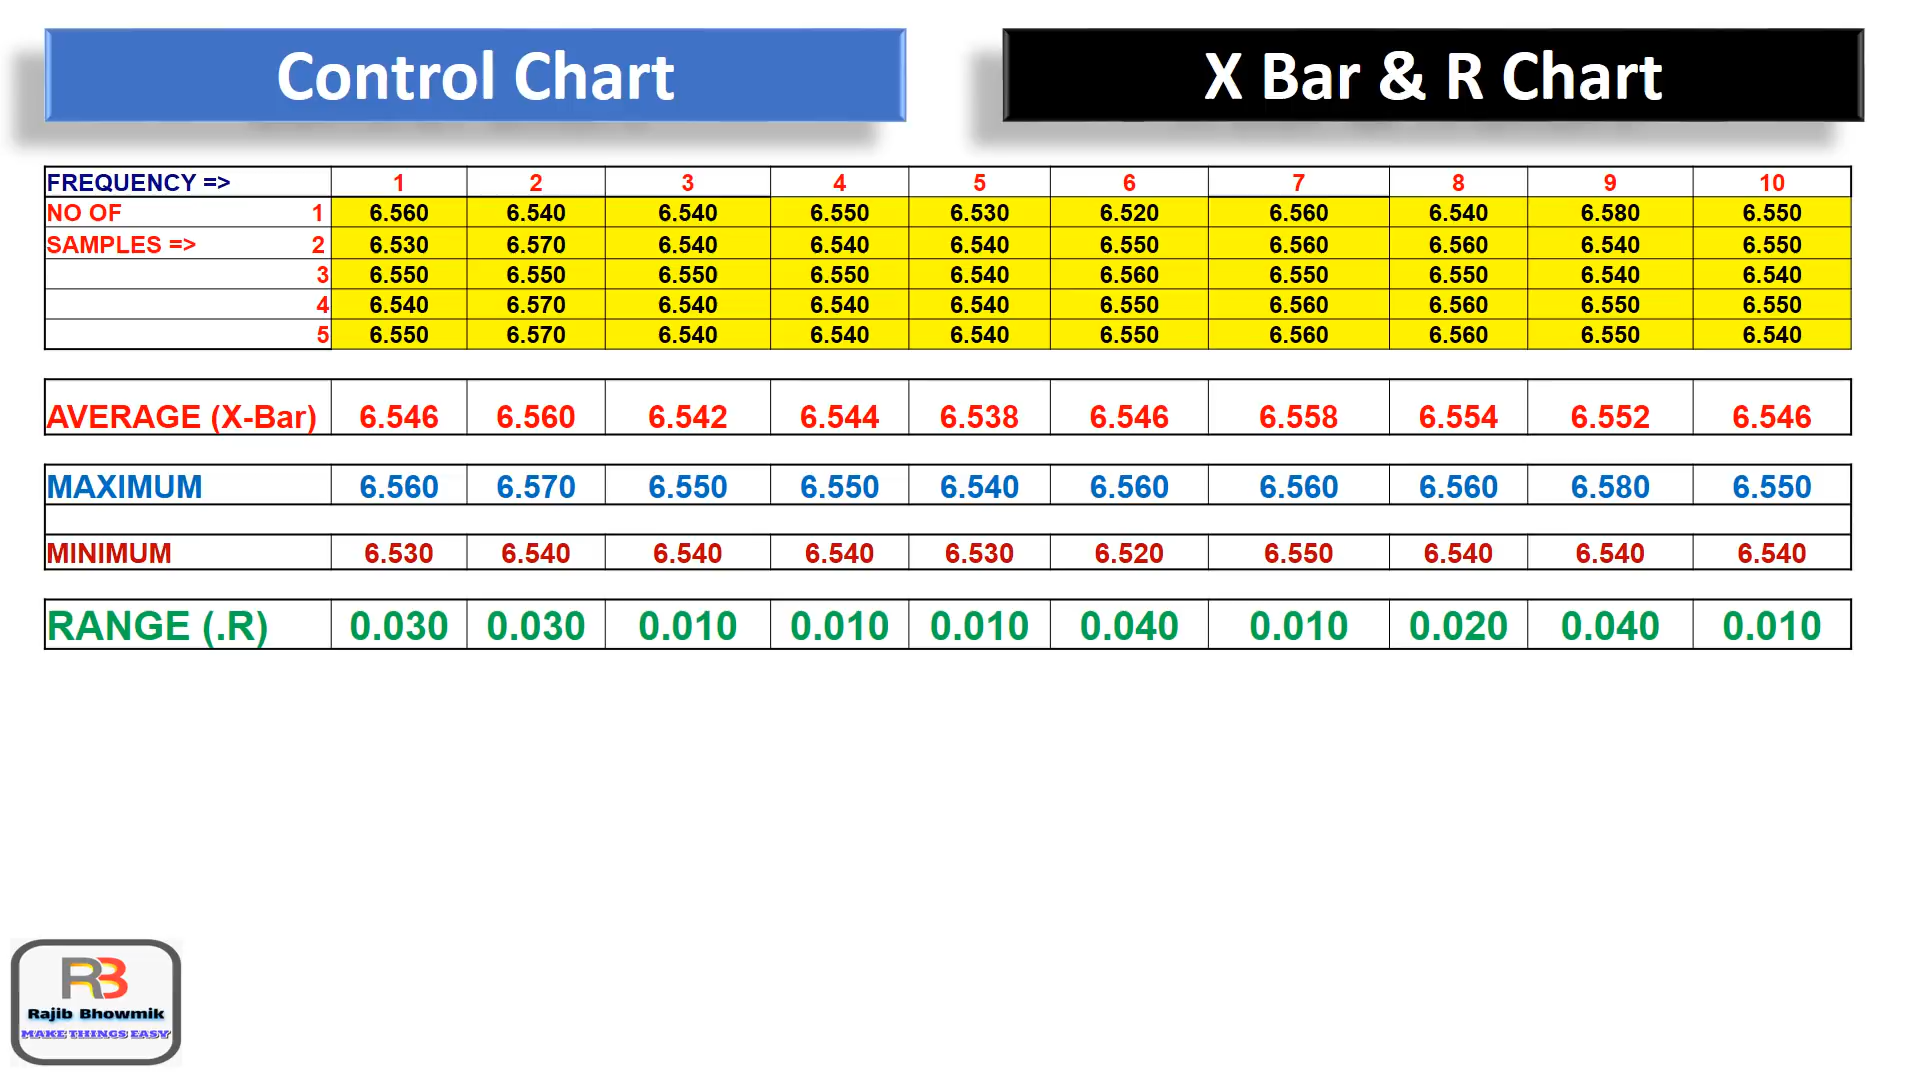 Control Chart
X Bar & R Chart
FREQUENCY => 1 2 3 4 5 6 7 8 9 10
NO OF 1 6.560 6.540 6.540 6.550 6.530 6.520 6.560 6.540 6.580 6.550
SAMPLES => 2 6.530 6.570 6.540 6.540 6.540 6.550 6.560 6.560 6.540 6.550
3 6.550 6.550 6.550 6.550 6.540 6.560 6.550 6.550 6.540 6.540
4 6.540 6.570 6.540 6.540 6.540 6.550 6.560 6.560 6.550 6.550
5 6.550 6.570 6.540 6.540 6.540 6.550 6.560 6.560 6.550 6.540
AVERAGE (X-Bar) 6.546 6.560 6.542 6.544 6.538 6.546 6.558 6.554 6.552 6.546
MAXIMUM 6.560 6.570 6.550 6.550 6.540 6.560 6.560 6.560 6.580 6.550
MINIMUM 6.530 6.540 6.540 6.540 6.530 6.520 6.550 6.540 6.540 6.540
RANGE (.R) 0.030 0.030 0.010 0.010 0.010 0.040 0.010 0.020 0.040 0.010
RB
Rajib Bhowmik
MAKE THINGS EASY